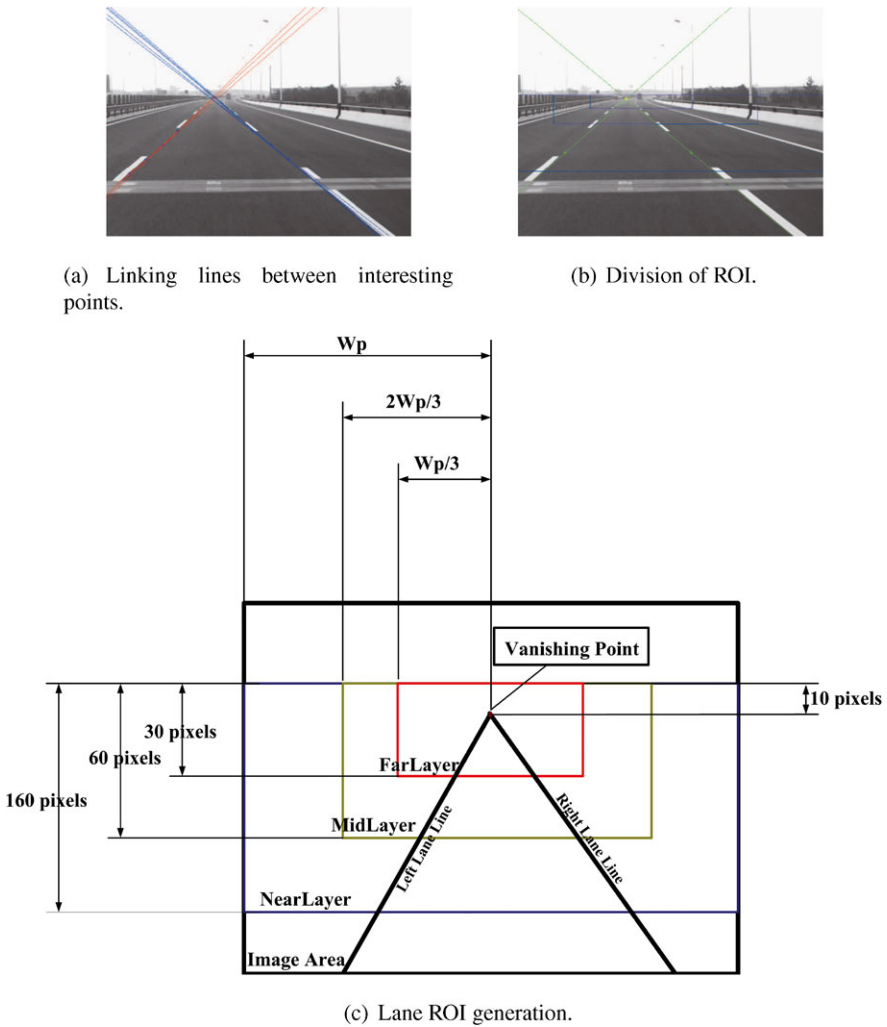 (a) Linking lines between interesting
points.
(b) Division of ROI.
Wp
2Wp/3
Wp/3
Vanishing Point
10 pixels
30 pixels
60 pixels
160 pixels
FarLayer
MidLayer
NearLayer
Left Lane Line
Right Lane Line
Image Area
(c) Lane ROI generation.